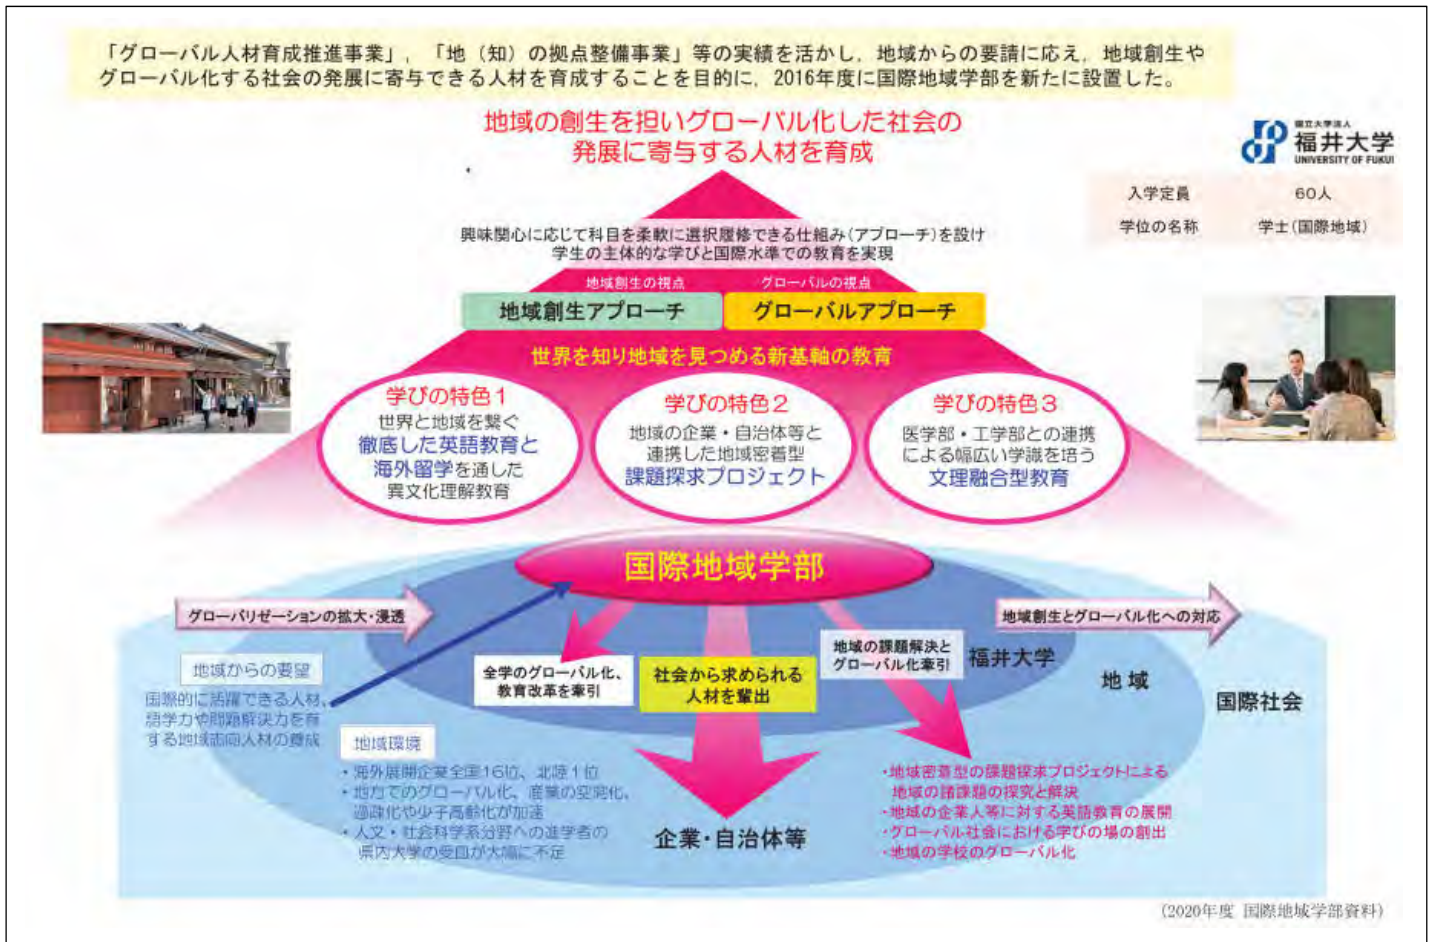 「グローバル人材育成推進事業」，「地（知）の拠点整備事業」等の実績を活かし，地域からの要請に応え，地域創生や
グローバル化する社会の発展に寄与できる人材を育成することを目的に，2016年度に国際地域学部を新たに設置した。
地域の創生を担いグローバル化した社会の
発展に寄与する人材を育成
国立大学法人
福井大学
UNIVERSITY OF FUKUI
入学定員 60人
学位の名称 学士（国際地域）
興味関心に応じて科目を柔軟に選択履修できる仕組み（アプローチ）を設け
学生の主体的な学びと国際水準での教育を実現
地域創生の視点 グローバルの視点
地域創生アプローチ グローバルアプローチ
世界を知り地域を見つめる新基軸の教育
学びの特色１
世界と地域を繋ぐ
徹底した英語教育と
海外留学を通した
異文化理解教育
学びの特色２
地域の企業・自治体等と
連携した地域密着型
課題探求プロジェクト
学びの特色３
医学部・工学部との連携
による幅広い学識を培う
文理融合型教育
国際地域学部
グローバリゼーションの拡大・浸透
地域創生とグローバル化への対応
地域からの要望
国際的に活躍できる人材、
語学力や問題解決力を有
する地域志向人材の養成
全学のグローバル化、
教育改革を牽引
社会から求められる
人材を輩出
地域の課題解決と
グローバル化牽引
福井大学
地域
国際社会
地域環境
・海外展開企業全国16位、北陸１位
・地方でのグローバル化、産業の空洞化、
過疎化や少子高齢化が加速
・人文・社会科学系分野への進学者の
県内大学の受皿が大幅に不足
企業・自治体等
・地域密着型の課題探求プロジェクトによる
地域の諸課題の探究と解決
・地域の企業人等に対する英語教育の展開
・グローバル社会における学びの場の創出
・地域の学校のグローバル化
（2020年度 国際地域学部資料）